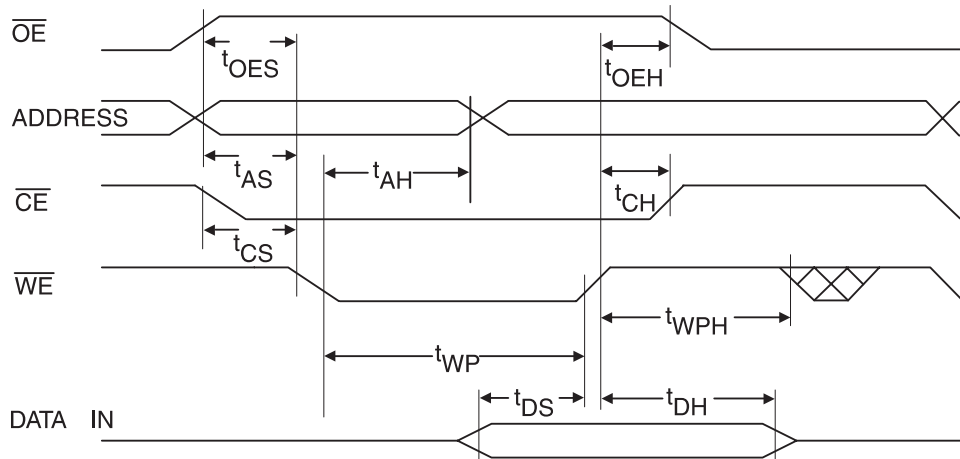 OE
tOES
tOEH
ADDRESS
tAS
tAH
CE
tCH
tCS
WE
tWPH
tWP
tDS
tDH
DATA IN